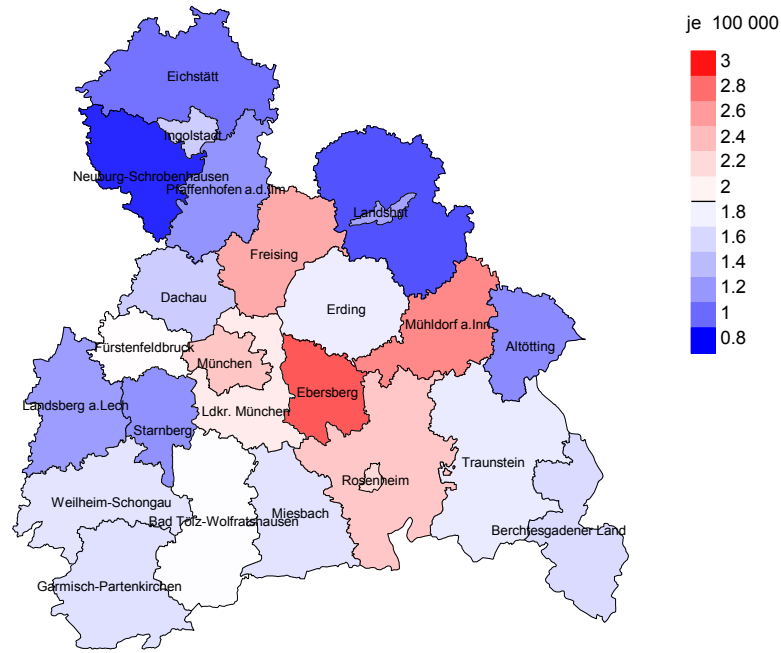 je 100 000
3
2.8
2.6
2.4
2.2
2
1.8
1.6
1.4
1.2
1
0.8
Eichstätt
Ingolstadt
Neuburg-Schrobenhausen
Pfaffenhofen a.d.Ilm
Landshut
Freising
Dachau
Erding
Mühldorf a.Inn
Altötting
Fürstenfeldbruck
München
Ebersberg
Landsberg a.Lech
Ldkr. München
Starnberg
Traunstein
Rosenheim
Weilheim-Schongau
Miesbach
Bad Tölz-Wolfratshausen
Berchtesgadener Land
Garmisch-Partenkirchen